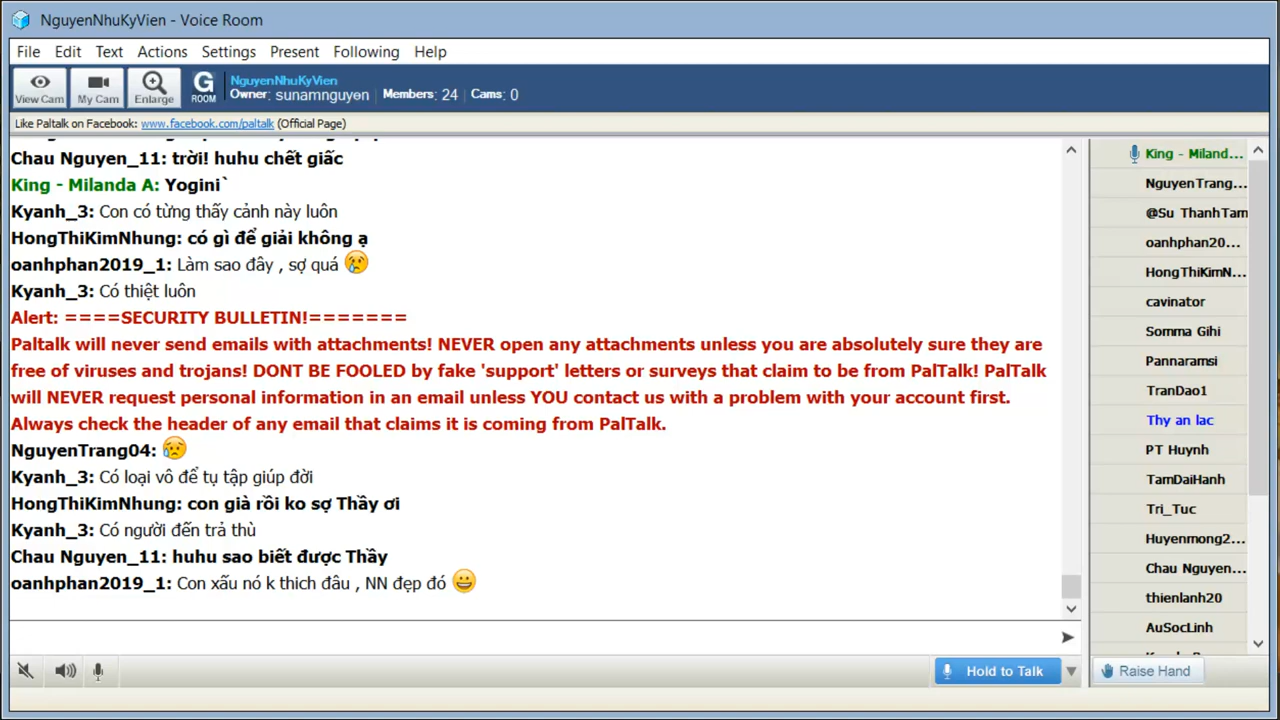 NguyenNhuKyVien - Voice Room
File Edit Text Actions Settings Present Following Help
View Cam My Cam Enlarge G ROOM
NguyenNhuKyVien
Owner: sunamnguyen Members: 24 Cams: 0
Like Paltalk on Facebook: www.facebook.com/paltalk (Official Page)
Chau Nguyen_11: trời! huhu chết giấc
King - Milanda A: Yogini`
Kyanh_3: Con có từng thấy cảnh này luôn
HongThiKimNhung: có gì để giải không ạ
oanhphan2019_1: Làm sao đây , sợ quá 😢
Kyanh_3: Có thiệt luôn
Alert: ====SECURITY BULLETIN!=======
Paltalk will never send emails with attachments! NEVER open any attachments unless you are absolutely sure they are
free of viruses and trojans! DONT BE FOOLED by fake 'support' letters or surveys that claim to be from PalTalk! PalTalk
will NEVER request personal information in an email unless YOU contact us with a problem with your account first.
Always check the header of any email that claims it is coming from PalTalk.
NguyenTrang04: 😥
Kyanh_3: Có loại vô để tụ tập giúp đời
HongThiKimNhung: con già rồi ko sợ Thầy ơi
Kyanh_3: Có người đến trả thù
Chau Nguyen_11: huhu sao biết được Thầy
oanhphan2019_1: Con xấu nó k thich đâu , NN đẹp đó 😀
King - Miland...
NguyenTrang...
@Su ThanhTam
oanhphan20...
HongThiKimN...
cavinator
Somma Gihi
Pannaramsi
TranDao1
Thy an lac
PT Huynh
TamDaiHanh
Tri_Tuc
Huyenmong2...
Chau Nguyen...
thienlanh20
AuSocLinh
Hold to Talk
Raise Hand